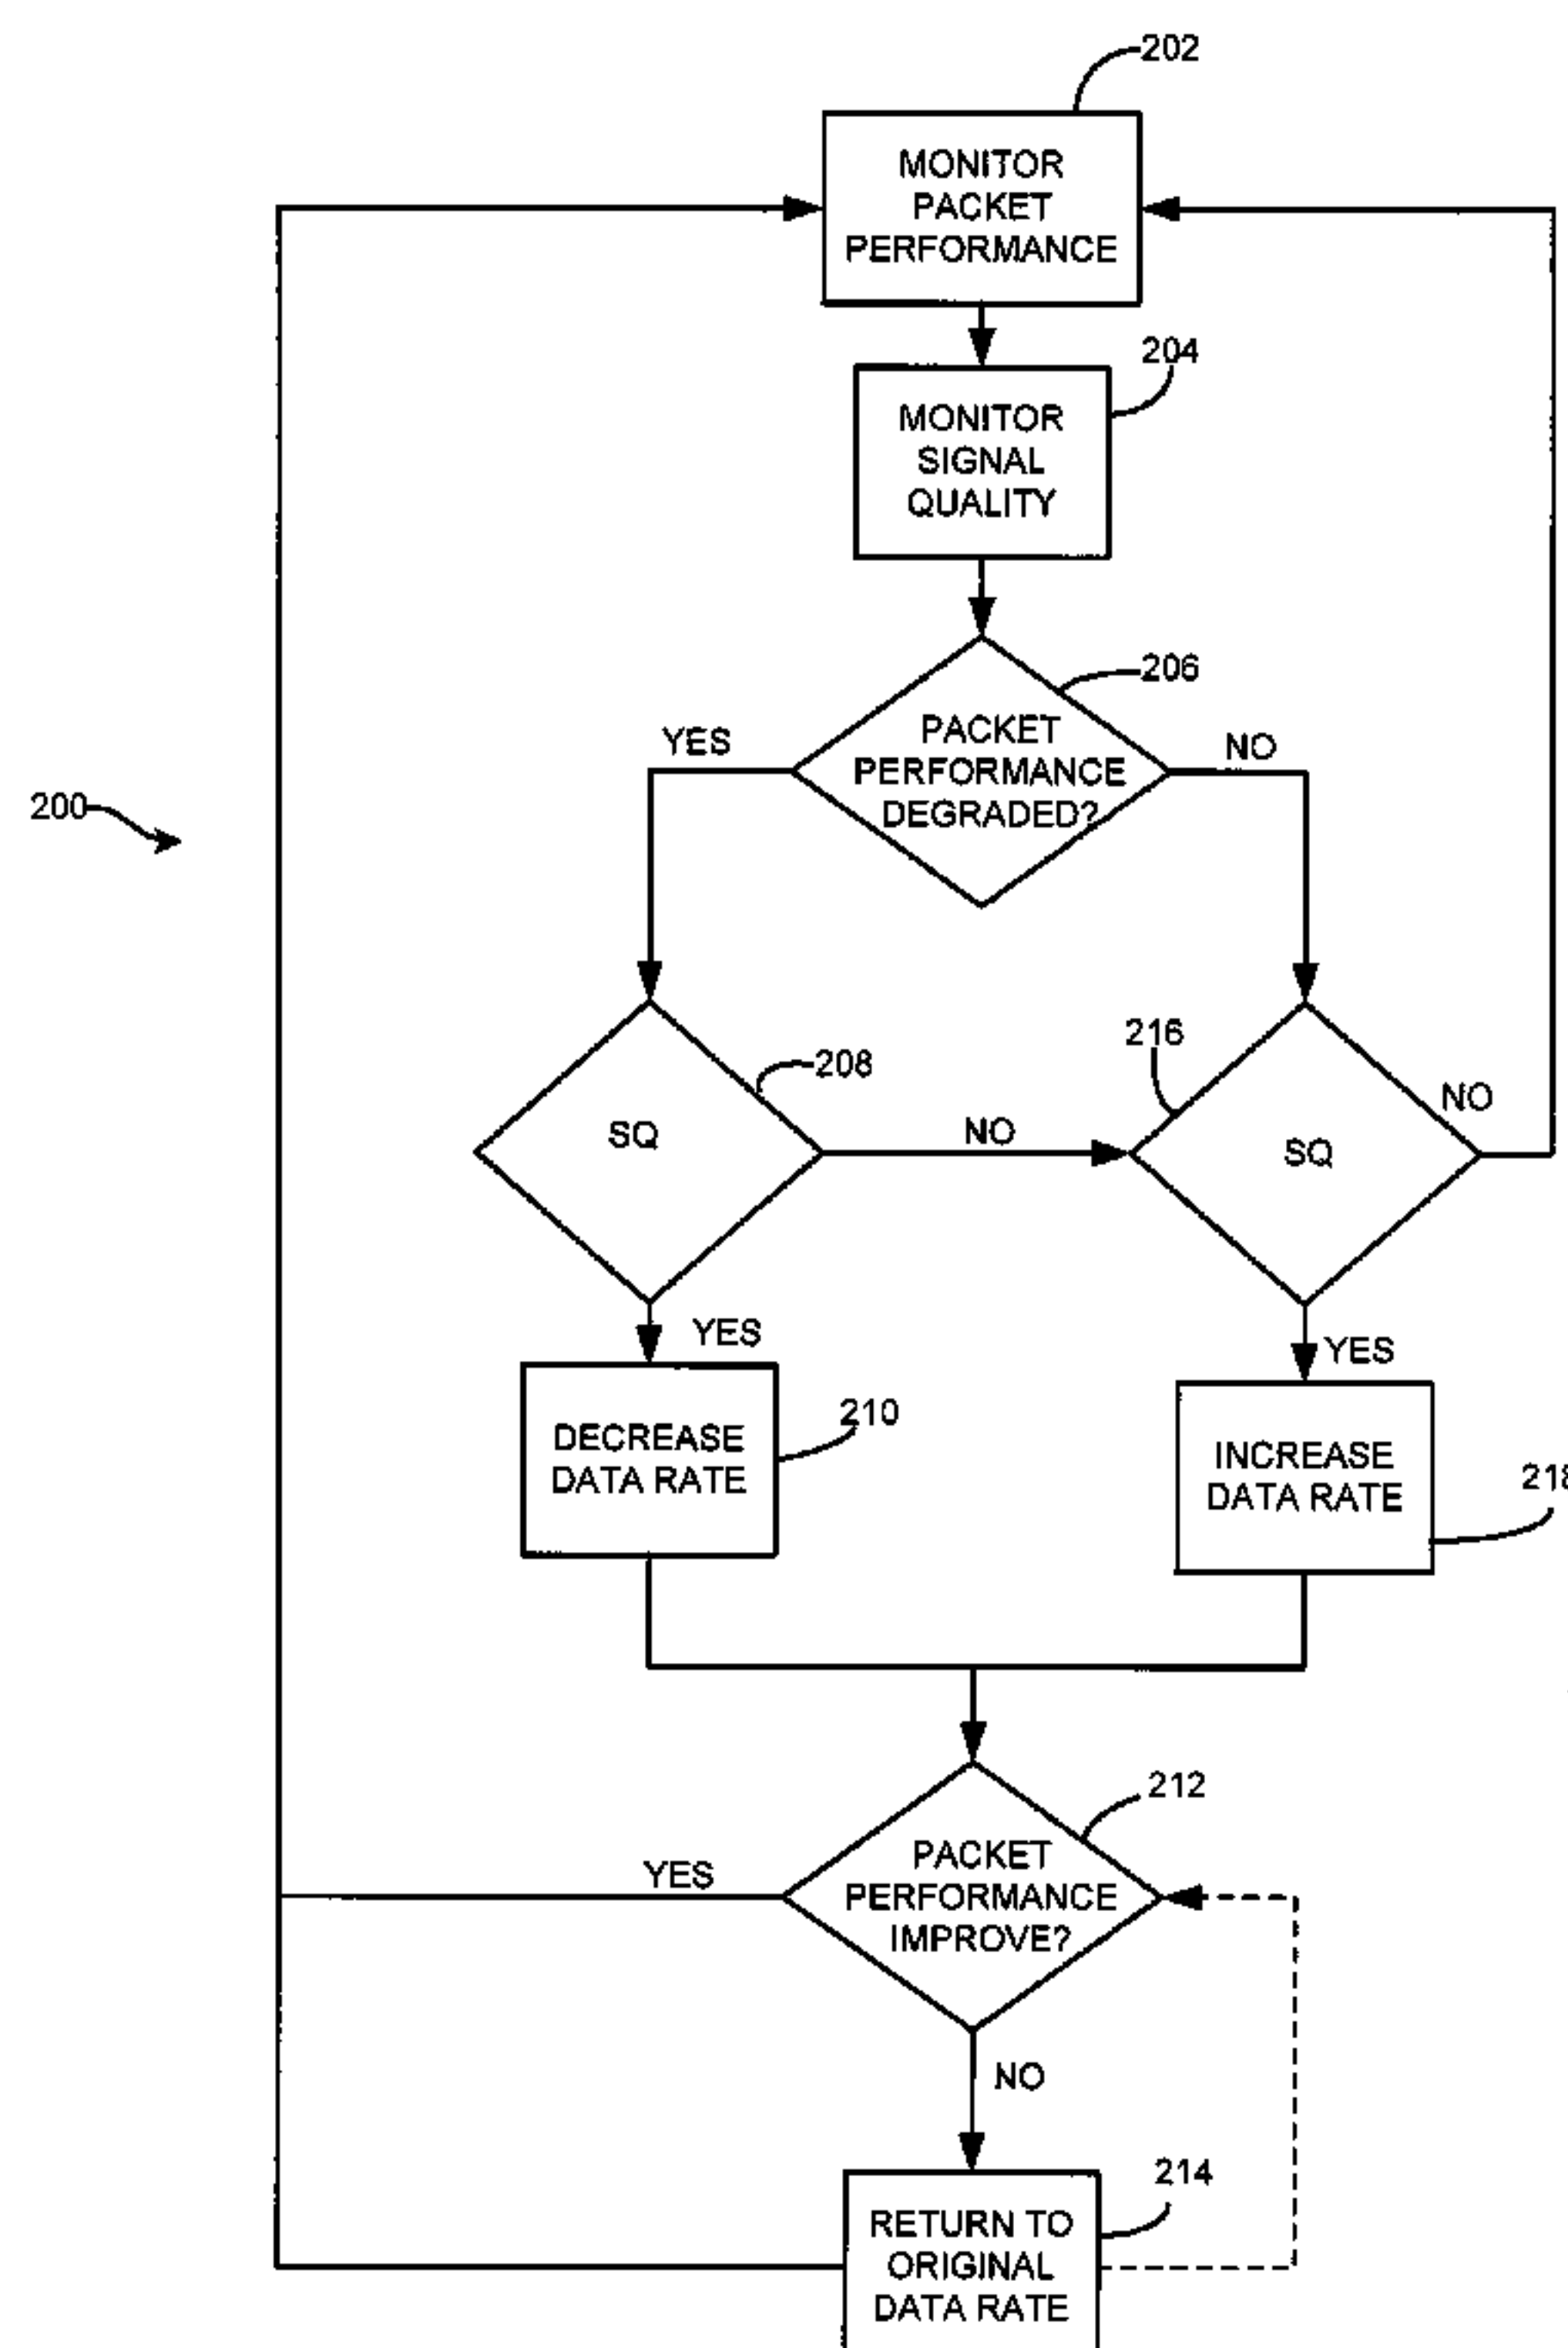 202
MONITOR
PACKET
PERFORMANCE
204
MONITOR
SIGNAL
QUALITY
206
PACKET
PERFORMANCE
DEGRADED?
YES
NO
200
208
SQ
NO
216
SQ
NO
YES
YES
DECREASE
DATA RATE
210
INCREASE
DATA RATE
218
212
PACKET
PERFORMANCE
IMPROVE?
YES
NO
214
RETURN TO
ORIGINAL
DATA RATE